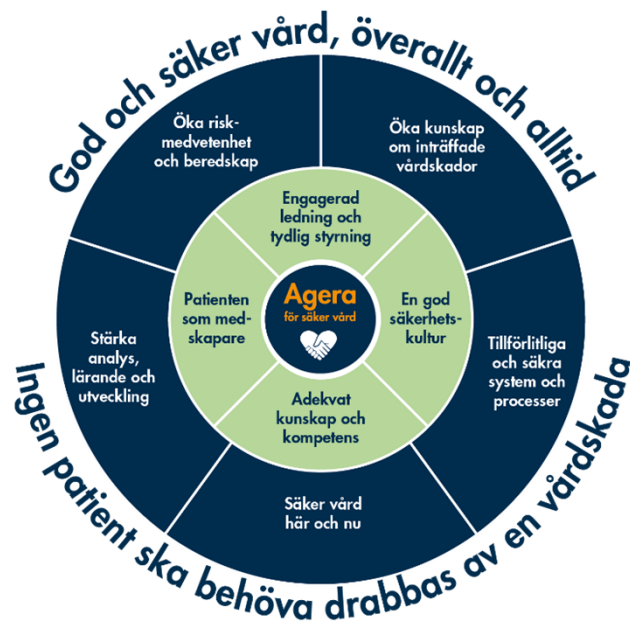 God och säker vård, överallt och alltid
Öka risk-
medvetenhet
och beredskap
Öka kunskap
om inträffade
vårdskador
Engagerad
ledning och
tydlig styrning
Patienten
som med-
skapare
Agera
för säker vård
En god
säkerhets-
kultur
Stärka
analys,
lärande och
utveckling
Tillförlitliga
och säkra
system och
processer
Adekvat
kunskap och
kompetens
Säker vård
här och nu
Ingen patient ska behöva drabbas av en vårdskada